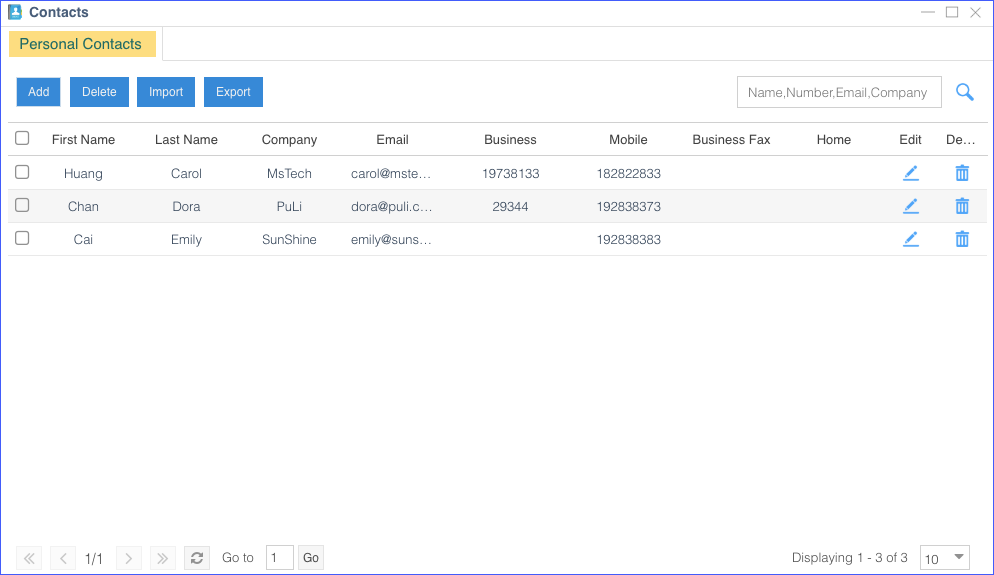 Contacts
Personal Contacts
Add Delete Import Export Name,Number,Email,Company
First Name Last Name Company Email Business Mobile Business Fax Home Edit De...
Huang Carol MsTech carol@mste... 19738133 182822833
Chan Dora PuLi dora@puli.c... 29344 192838373
Cai Emily SunShine emily@suns... 192838383
1/1 Go to 1 Go Displaying 1 - 3 of 3 10